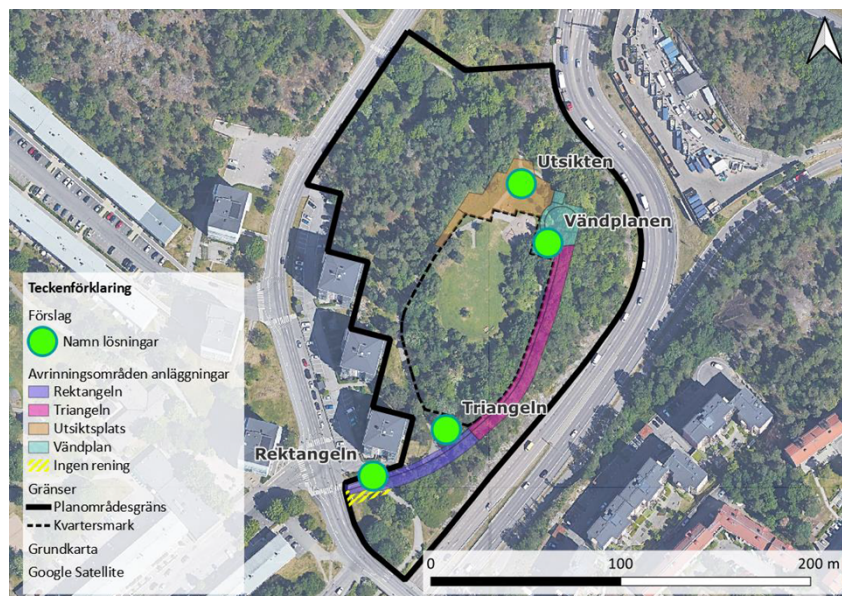 Utsikten
Vändplanen
Triangeln
Rektangeln
Teckenförklaring
Förslag
Namn lösningar
Avrinningsområden anläggningar
Rektangeln
Triangeln
Utsiktsplats
Vändplan
Ingen rening
Gränser
Planområdesgräns
Kvartersmark
Grundkarta
Google Satellite
0 100 200 m